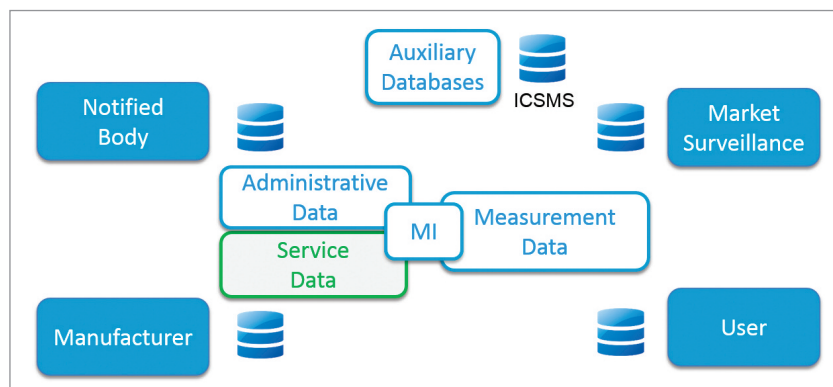 Auxiliary
Databases
ICSMS
Notified
Body
Market
Surveillance
Administrative
Data
MI
Measurement
Data
Service
Data
Manufacturer
User